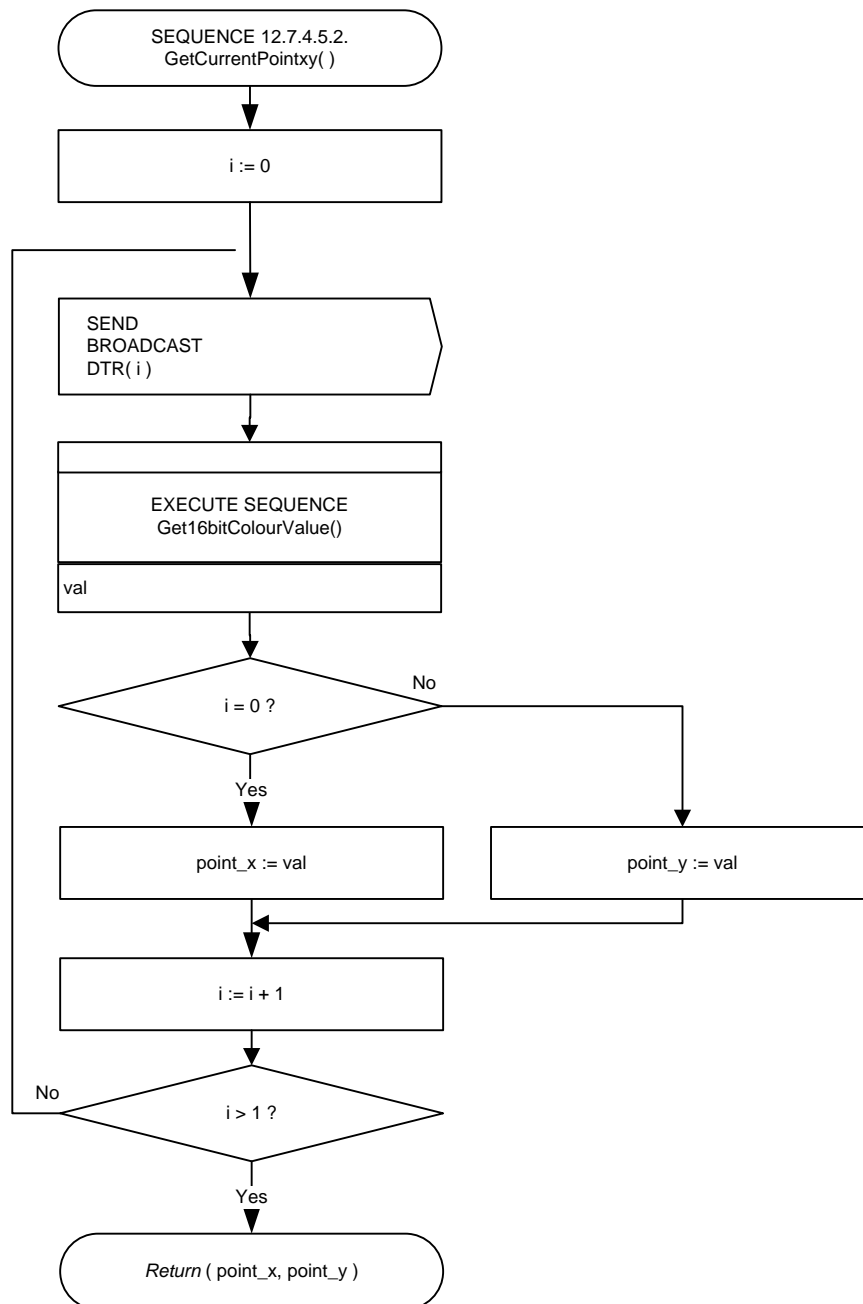 SEQUENCE 12.7.4.5.2.
GetCurrentPointxy( )
i := 0
SEND
BROADCAST
DTR( i )
EXECUTE SEQUENCE
Get16bitColourValue()
val
i = 0 ?
No
Yes
point_x := val
point_y := val
i := i + 1
No
i > 1 ?
Yes
Return ( point_x, point_y )